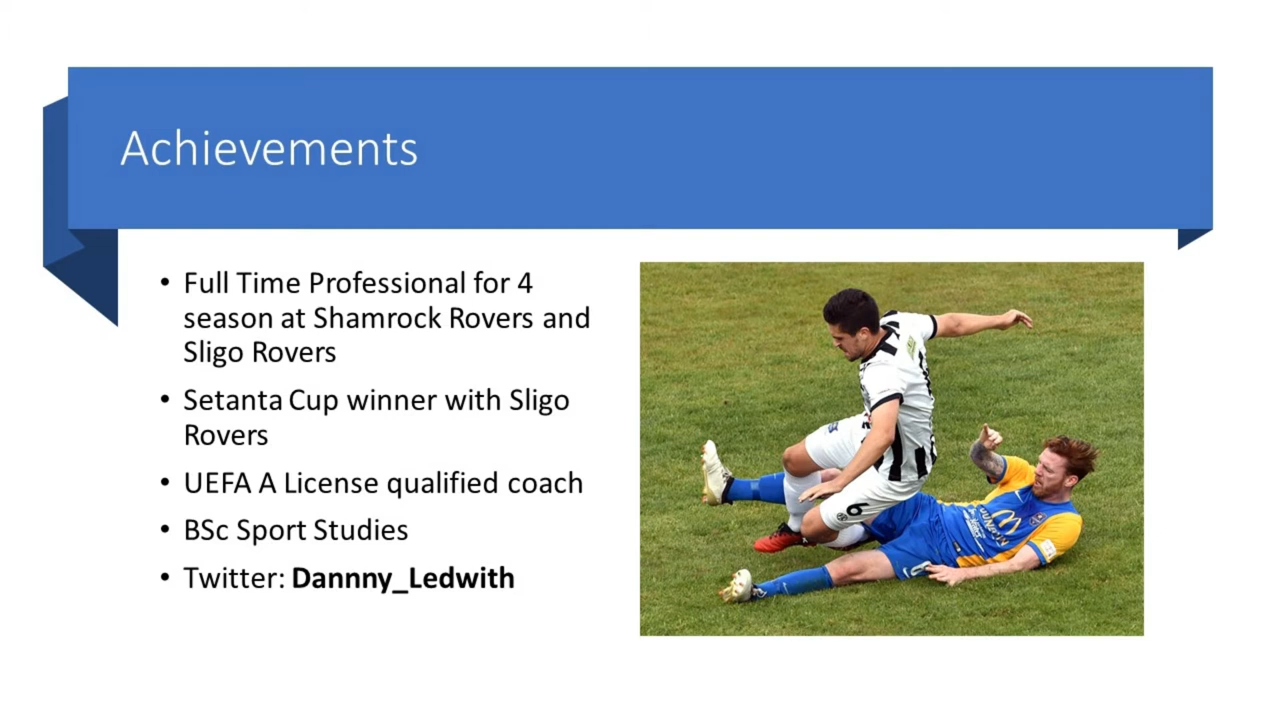 Achievements
• Full Time Professional for 4
season at Shamrock Rovers and
Sligo Rovers
• Setanta Cup winner with Sligo
Rovers
• UEFA A License qualified coach
• BSc Sport Studies
• Twitter: Dannny_Ledwith
6